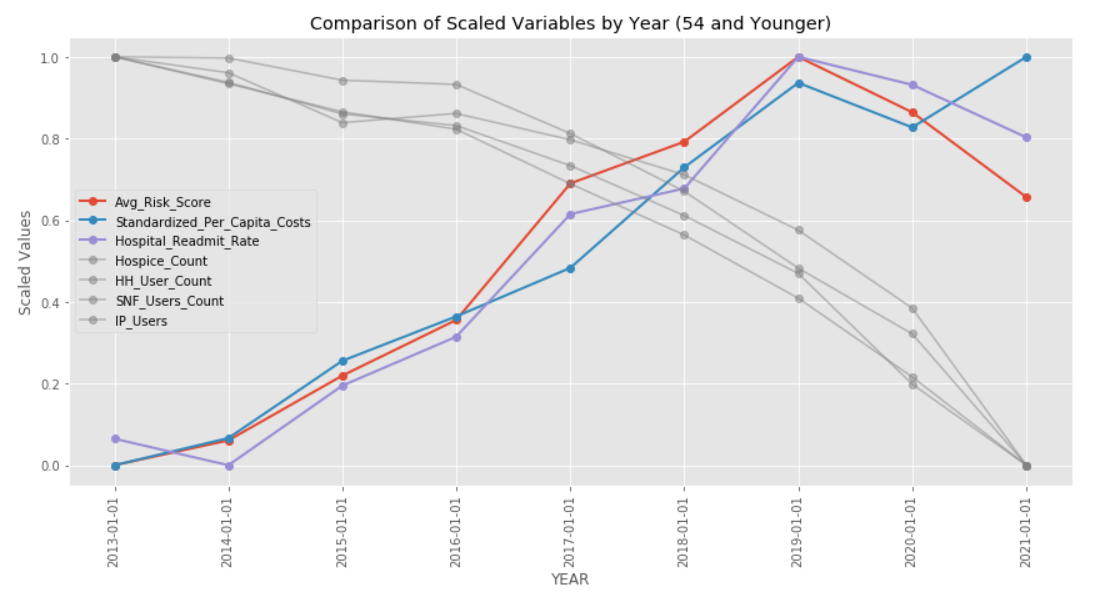 Comparison of Scaled Variables by Year (54 and Younger)
1.0
0.8
0.6
0.4
0.2
0.0
Scaled Values
Avg_Risk_Score
Standardized_Per_Capita_Costs
Hospital_Readmit_Rate
Hospice_Count
HH_User_Count
SNF_Users_Count
IP_Users
2013-01-01
2014-01-01
2015-01-01
2016-01-01
2017-01-01
2018-01-01
2019-01-01
2020-01-01
2021-01-01
YEAR